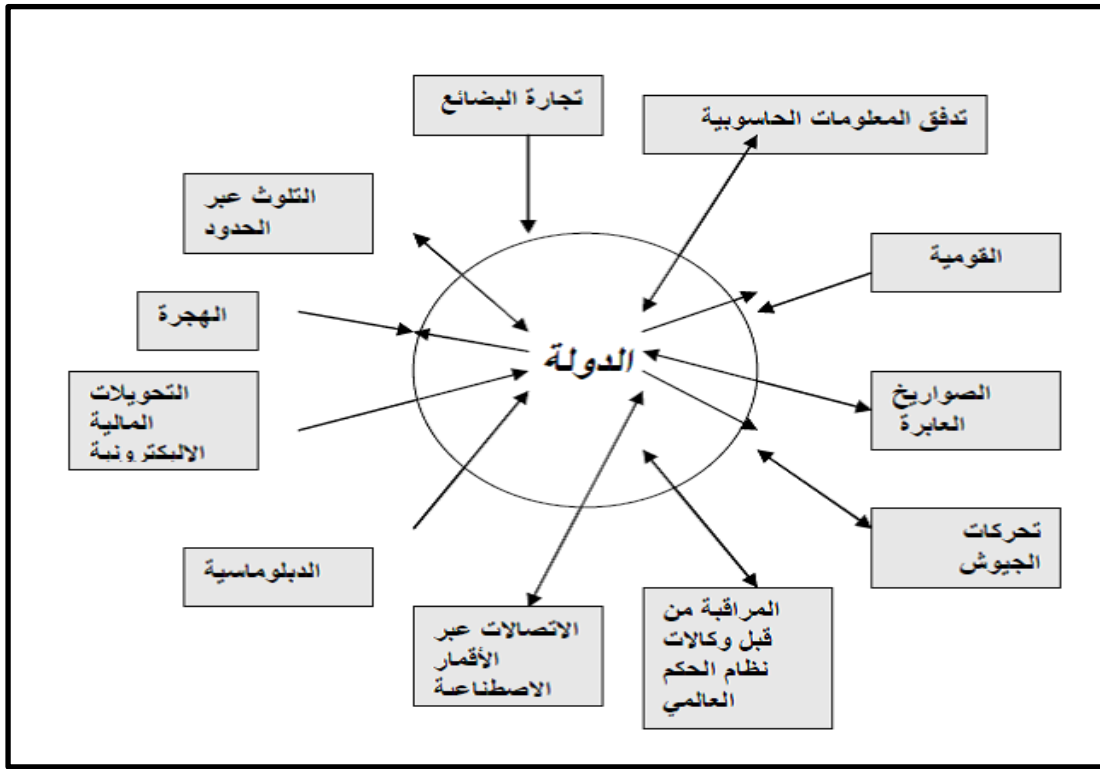 تجارة البضائع
تدفق المعلومات الحاسوبية
التلوث عبر
الحدود
القومية
الهجرة
الدولة
التحويلات
المالية
الاليكترونية
الصواريخ
العابرة
تحركات
الجيوش
الدبلوماسية
الاتصالات عبر
الأقمار
الاصطناعية
المراقبة من
قبل وكالات
نظام الحكم
العالمي